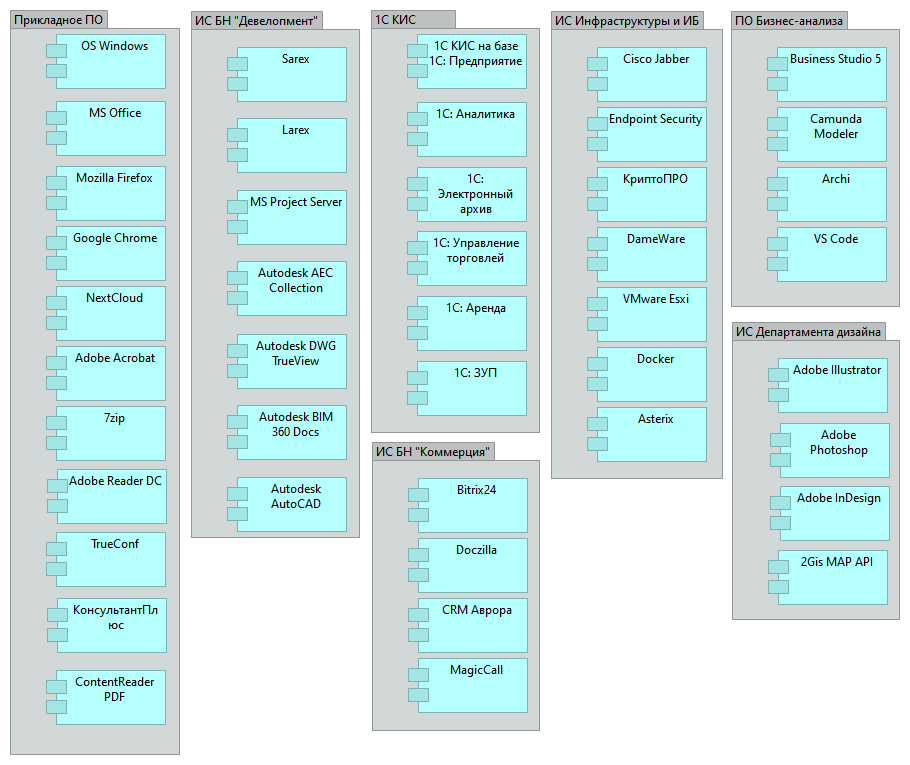 Прикладное ПО
OS Windows
MS Office
Mozilla Firefox
Google Chrome
NextCloud
Adobe Acrobat
7zip
Adobe Reader DC
TrueConf
КонсультантПл
юс
ContentReader
PDF
ИС БН "Девелопмент"
Sarex
Larex
MS Project Server
Autodesk AEC
Collection
Autodesk DWG
TrueView
Autodesk BIM
360 Docs
Autodesk
AutoCAD
1С КИС
1С КИС на базе
1С: Предприятие
1С: Аналитика
1С:
Электронный
архив
1С: Управление
торговлей
1С: Аренда
1С: ЗУП
ИС БН "Коммерция"
Bitrix24
Doczilla
CRM Аврора
MagicCall
ИС Инфраструктуры и ИБ
Cisco Jabber
Endpoint Security
КриптоПРО
DameWare
VMware Esxi
Docker
Asterix
ПО Бизнес-анализа
Business Studio 5
Camunda
Modeler
Archi
VS Code
ИС Департамента дизайна
Adobe Illustrator
Adobe
Photoshop
Adobe InDesign
2Gis MAP API